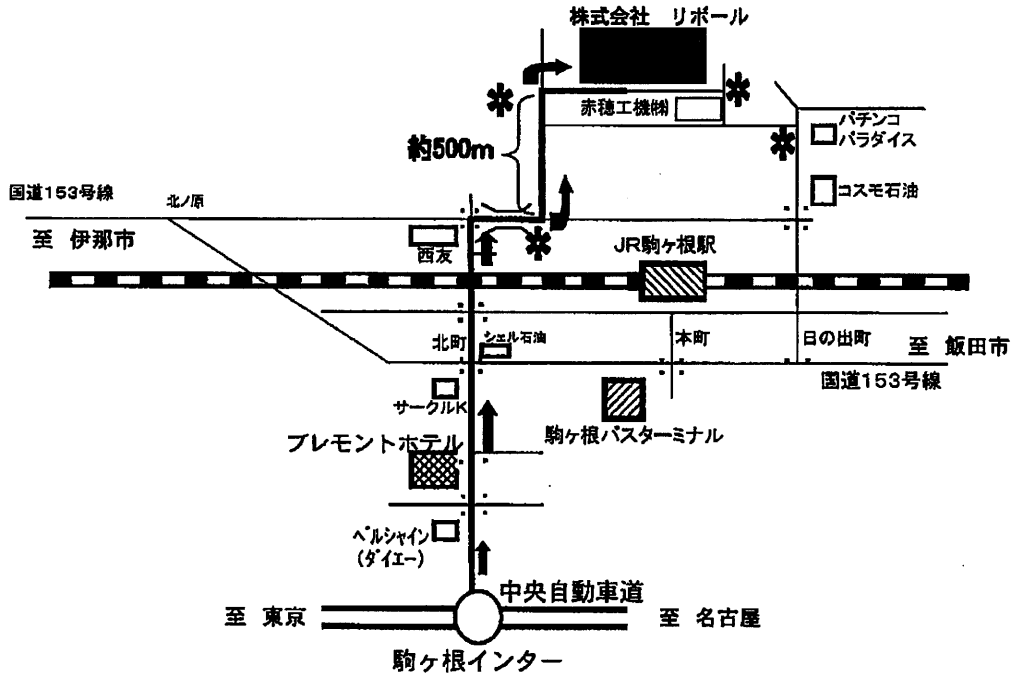 株式会社　リボール
赤穂工機㈱
パチンコ
パラダイス
約500m
コスモ石油
国道153号線
北ノ原
至 伊那市
西友
JR駒ヶ根駅
北町
シェル石油
本町
日の出町
至 飯田市
国道153号線
サークルK
駒ヶ根バスターミナル
プレモントホテル
ベルシャイン
(ダイエー)
中央自動車道
至 東京
至 名古屋
駒ヶ根インター